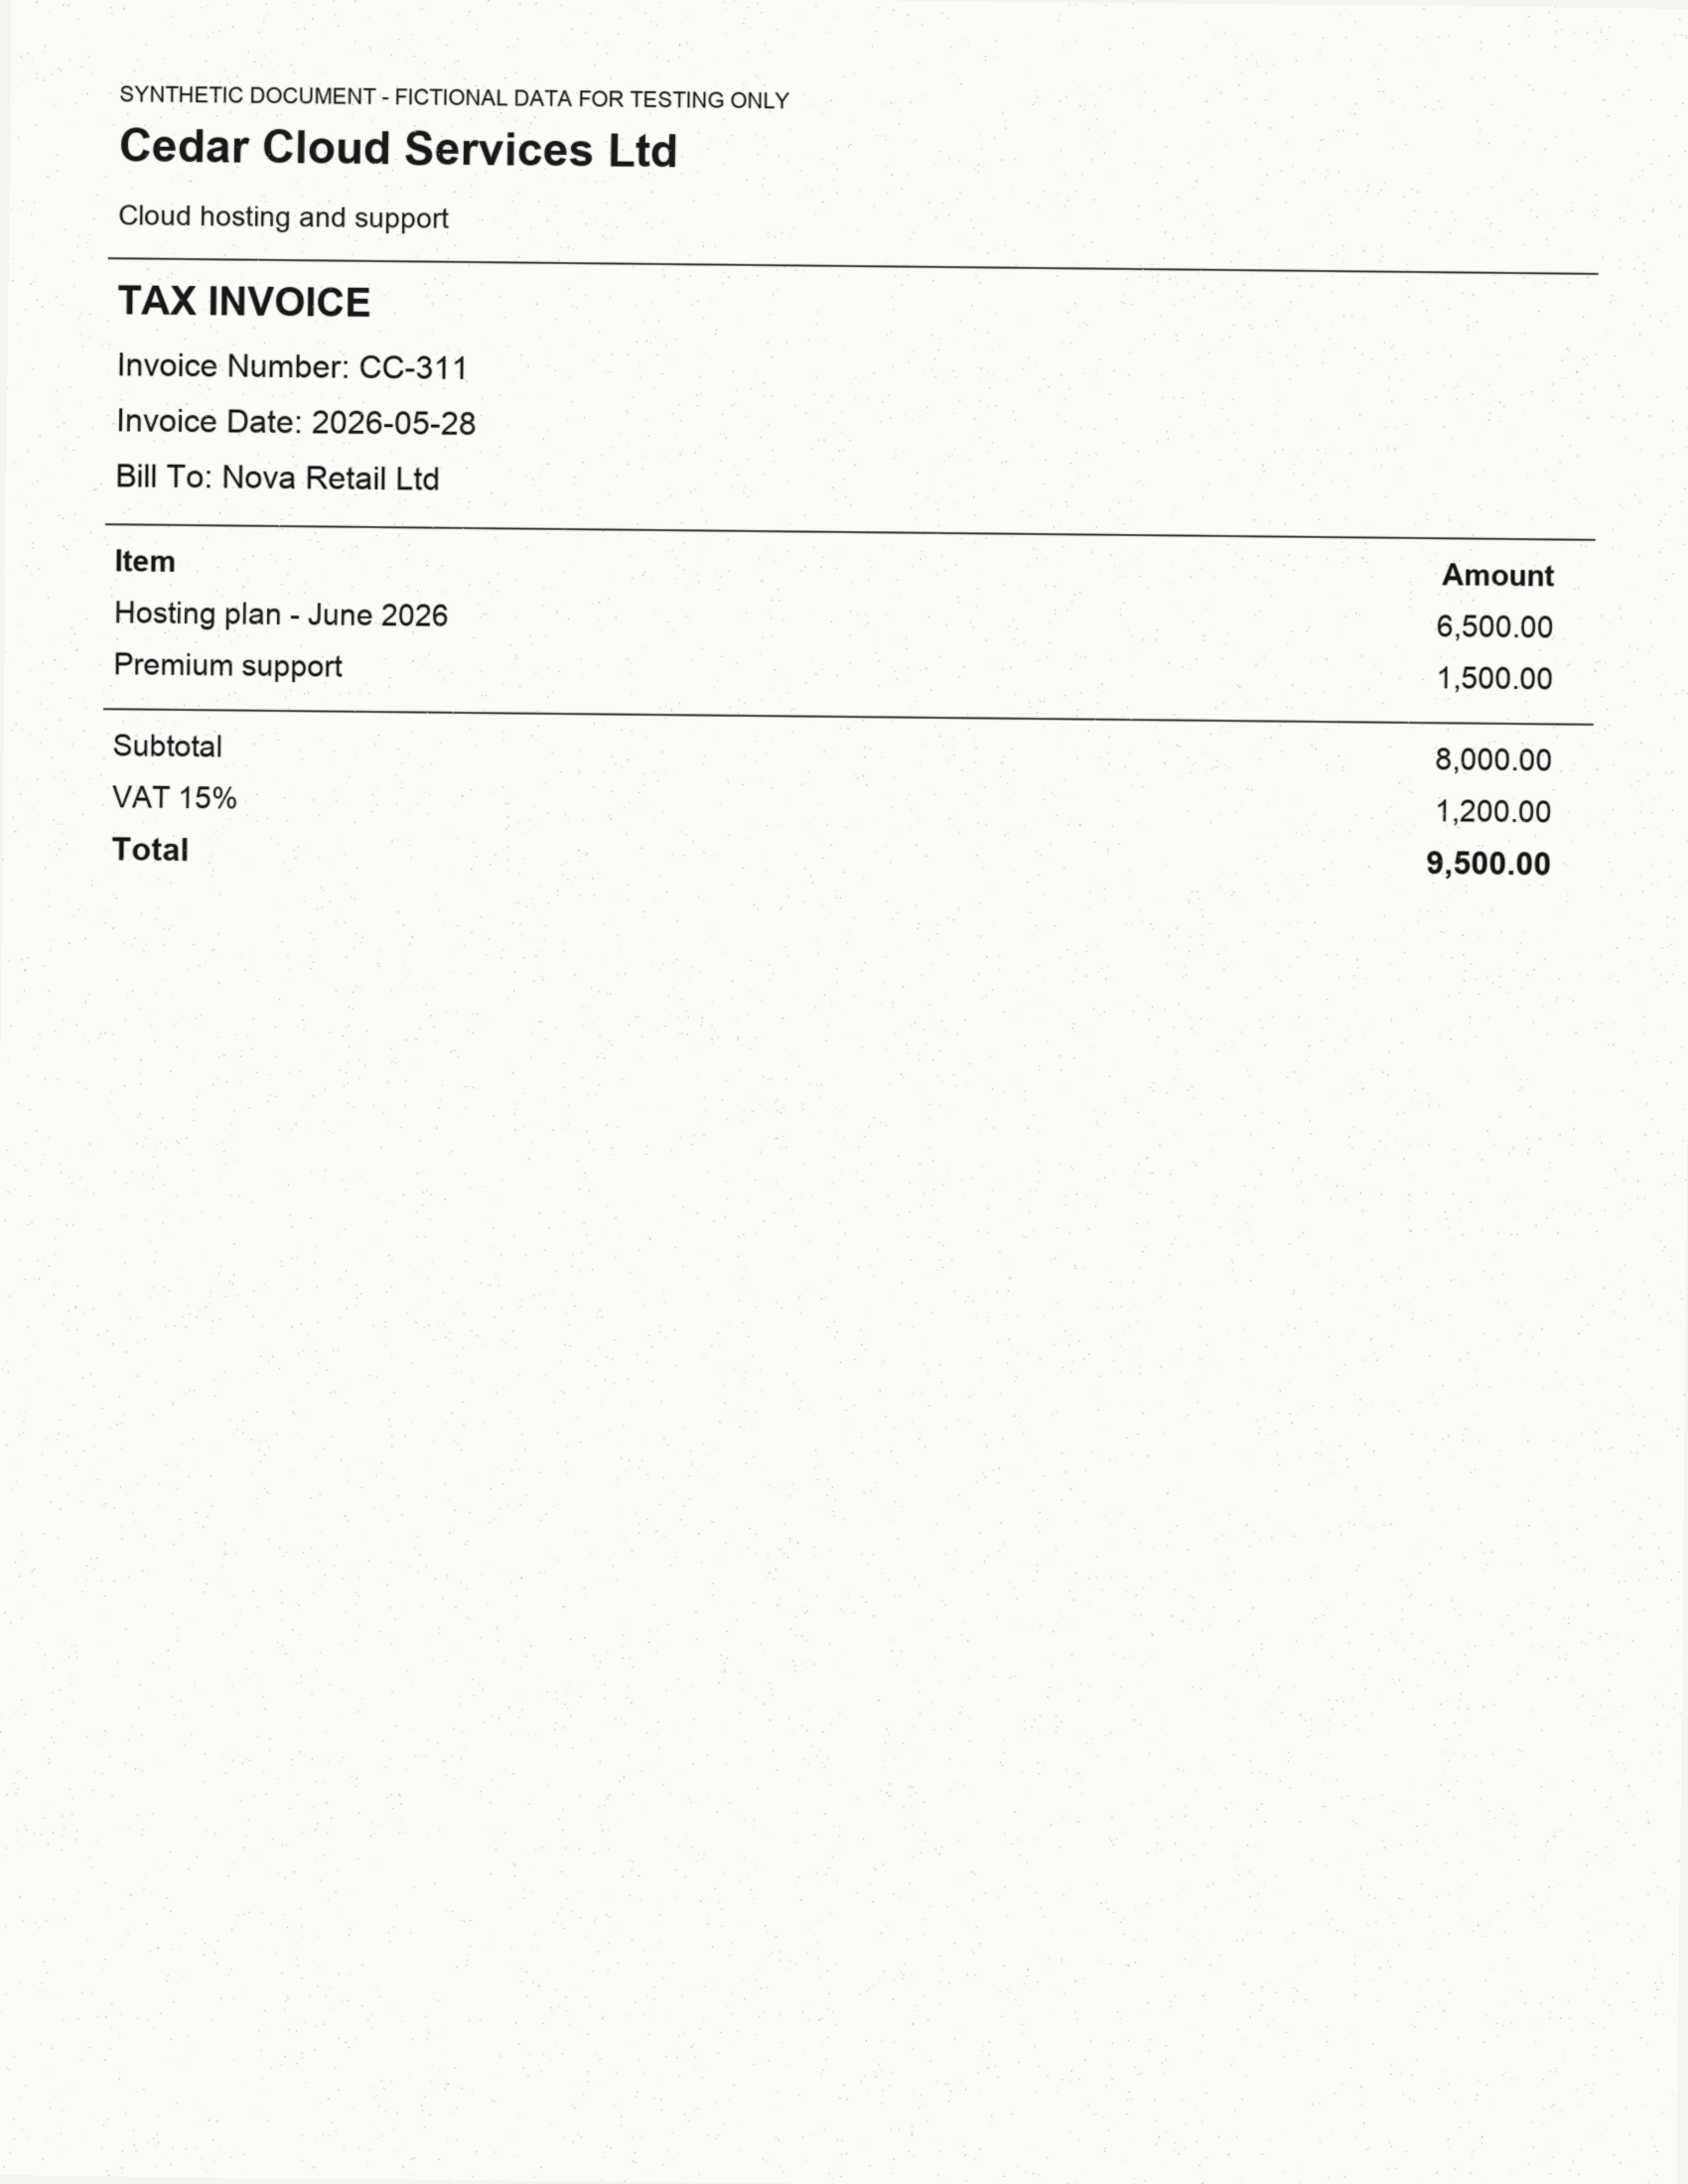 SYNTHETIC DOCUMENT - FICTIONAL DATA FOR TESTING ONLY
Cedar Cloud Services Ltd
Cloud hosting and support
TAX INVOICE
Invoice Number: CC-311
Invoice Date: 2026-05-28
Bill To: Nova Retail Ltd
Item Amount
Hosting plan - June 2026 6,500.00
Premium support 1,500.00
Subtotal 8,000.00
VAT 15% 1,200.00
Total 9,500.00